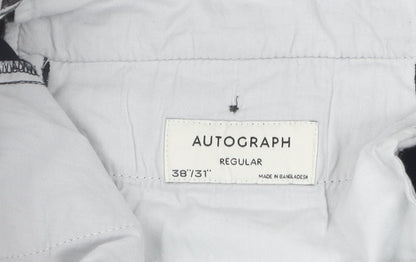 AUTOGRAPH
REGULAR
38"/31"
MADE IN BANGLADESH